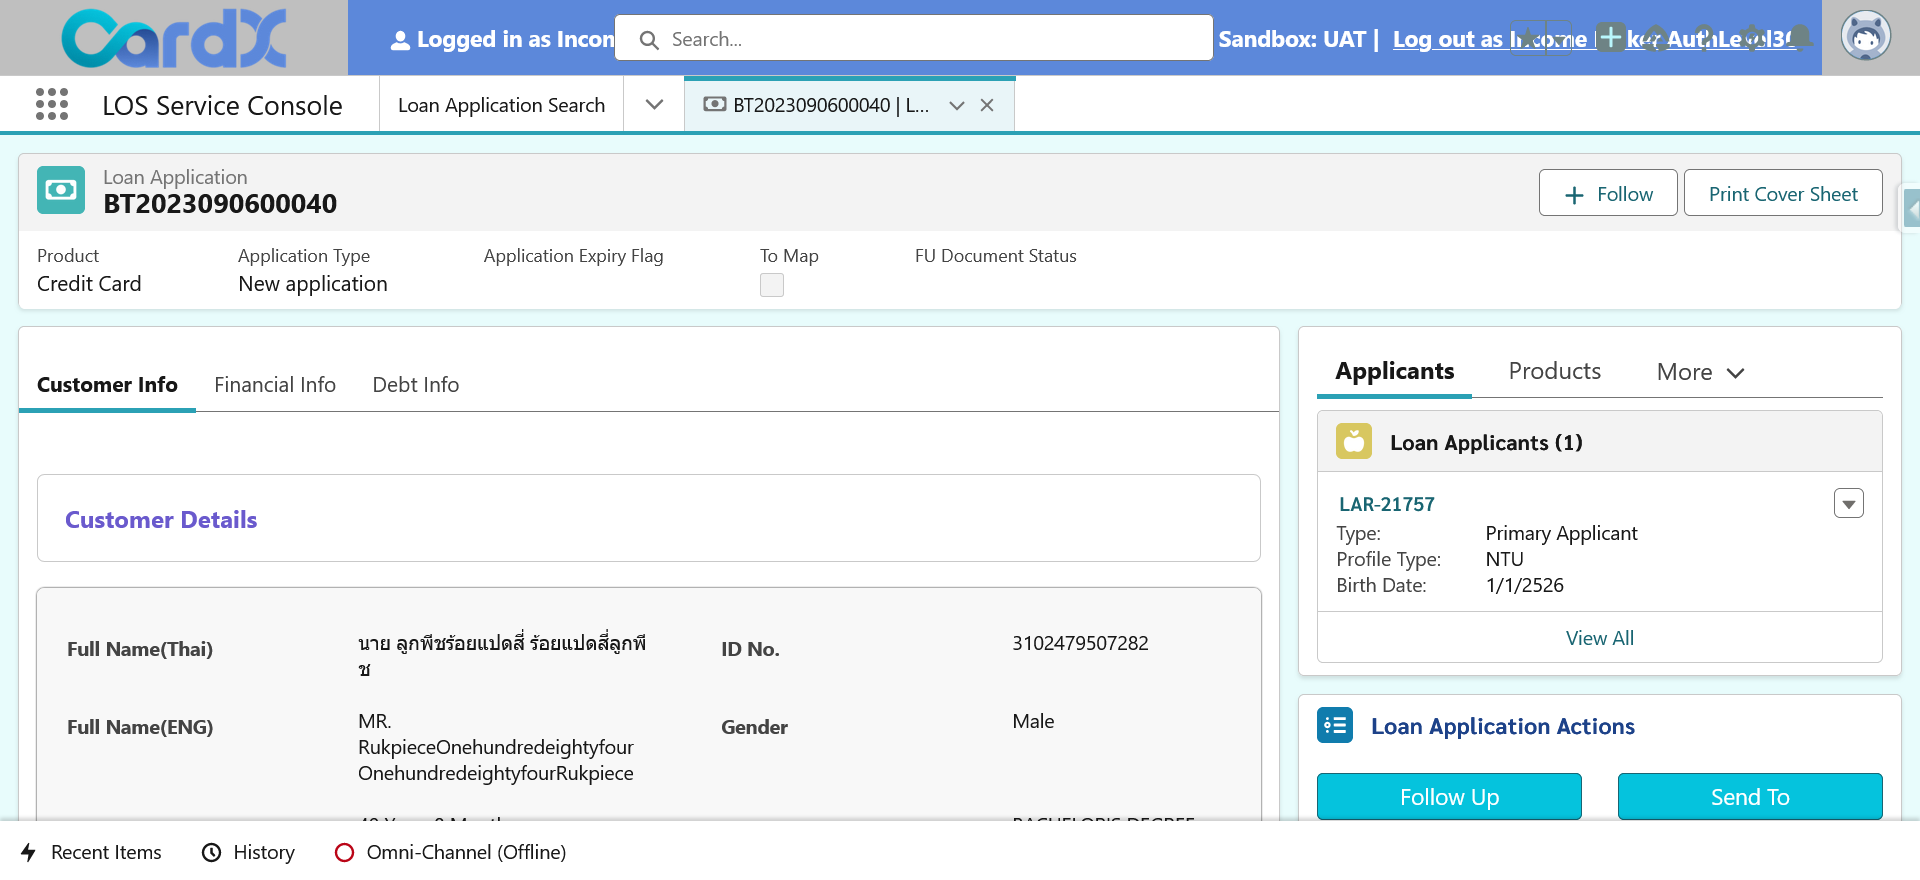 CardX
Logged in as Incom
Search...
Sandbox: UAT |
Log out as Income
AuthLevel3
LOS Service Console
Loan Application Search
BT2023090600040 | L...
Loan Application
BT2023090600040
Follow
Print Cover Sheet
Product
Application Type
Application Expiry Flag
To Map
FU Document Status
Credit Card
New application
Customer Info
Financial Info
Debt Info
Applicants
Products
More
Loan Applicants (1)
LAR-21757
Type:
Primary Applicant
Profile Type:
NTU
Birth Date:
1/1/2526
View All
Customer Details
Full Name(Thai)
นาย ลูกพีชร้อยแปดสี่ ร้อยแปดสี่ลูกพี
ช
ID No.
3102479507282
Full Name(ENG)
MR.
RukpieceOnehundredeightyfour
OnehundredeightyfourRukpiece
Gender
Male
Loan Application Actions
Follow Up
Send To
Recent Items
History
Omni-Channel (Offline)